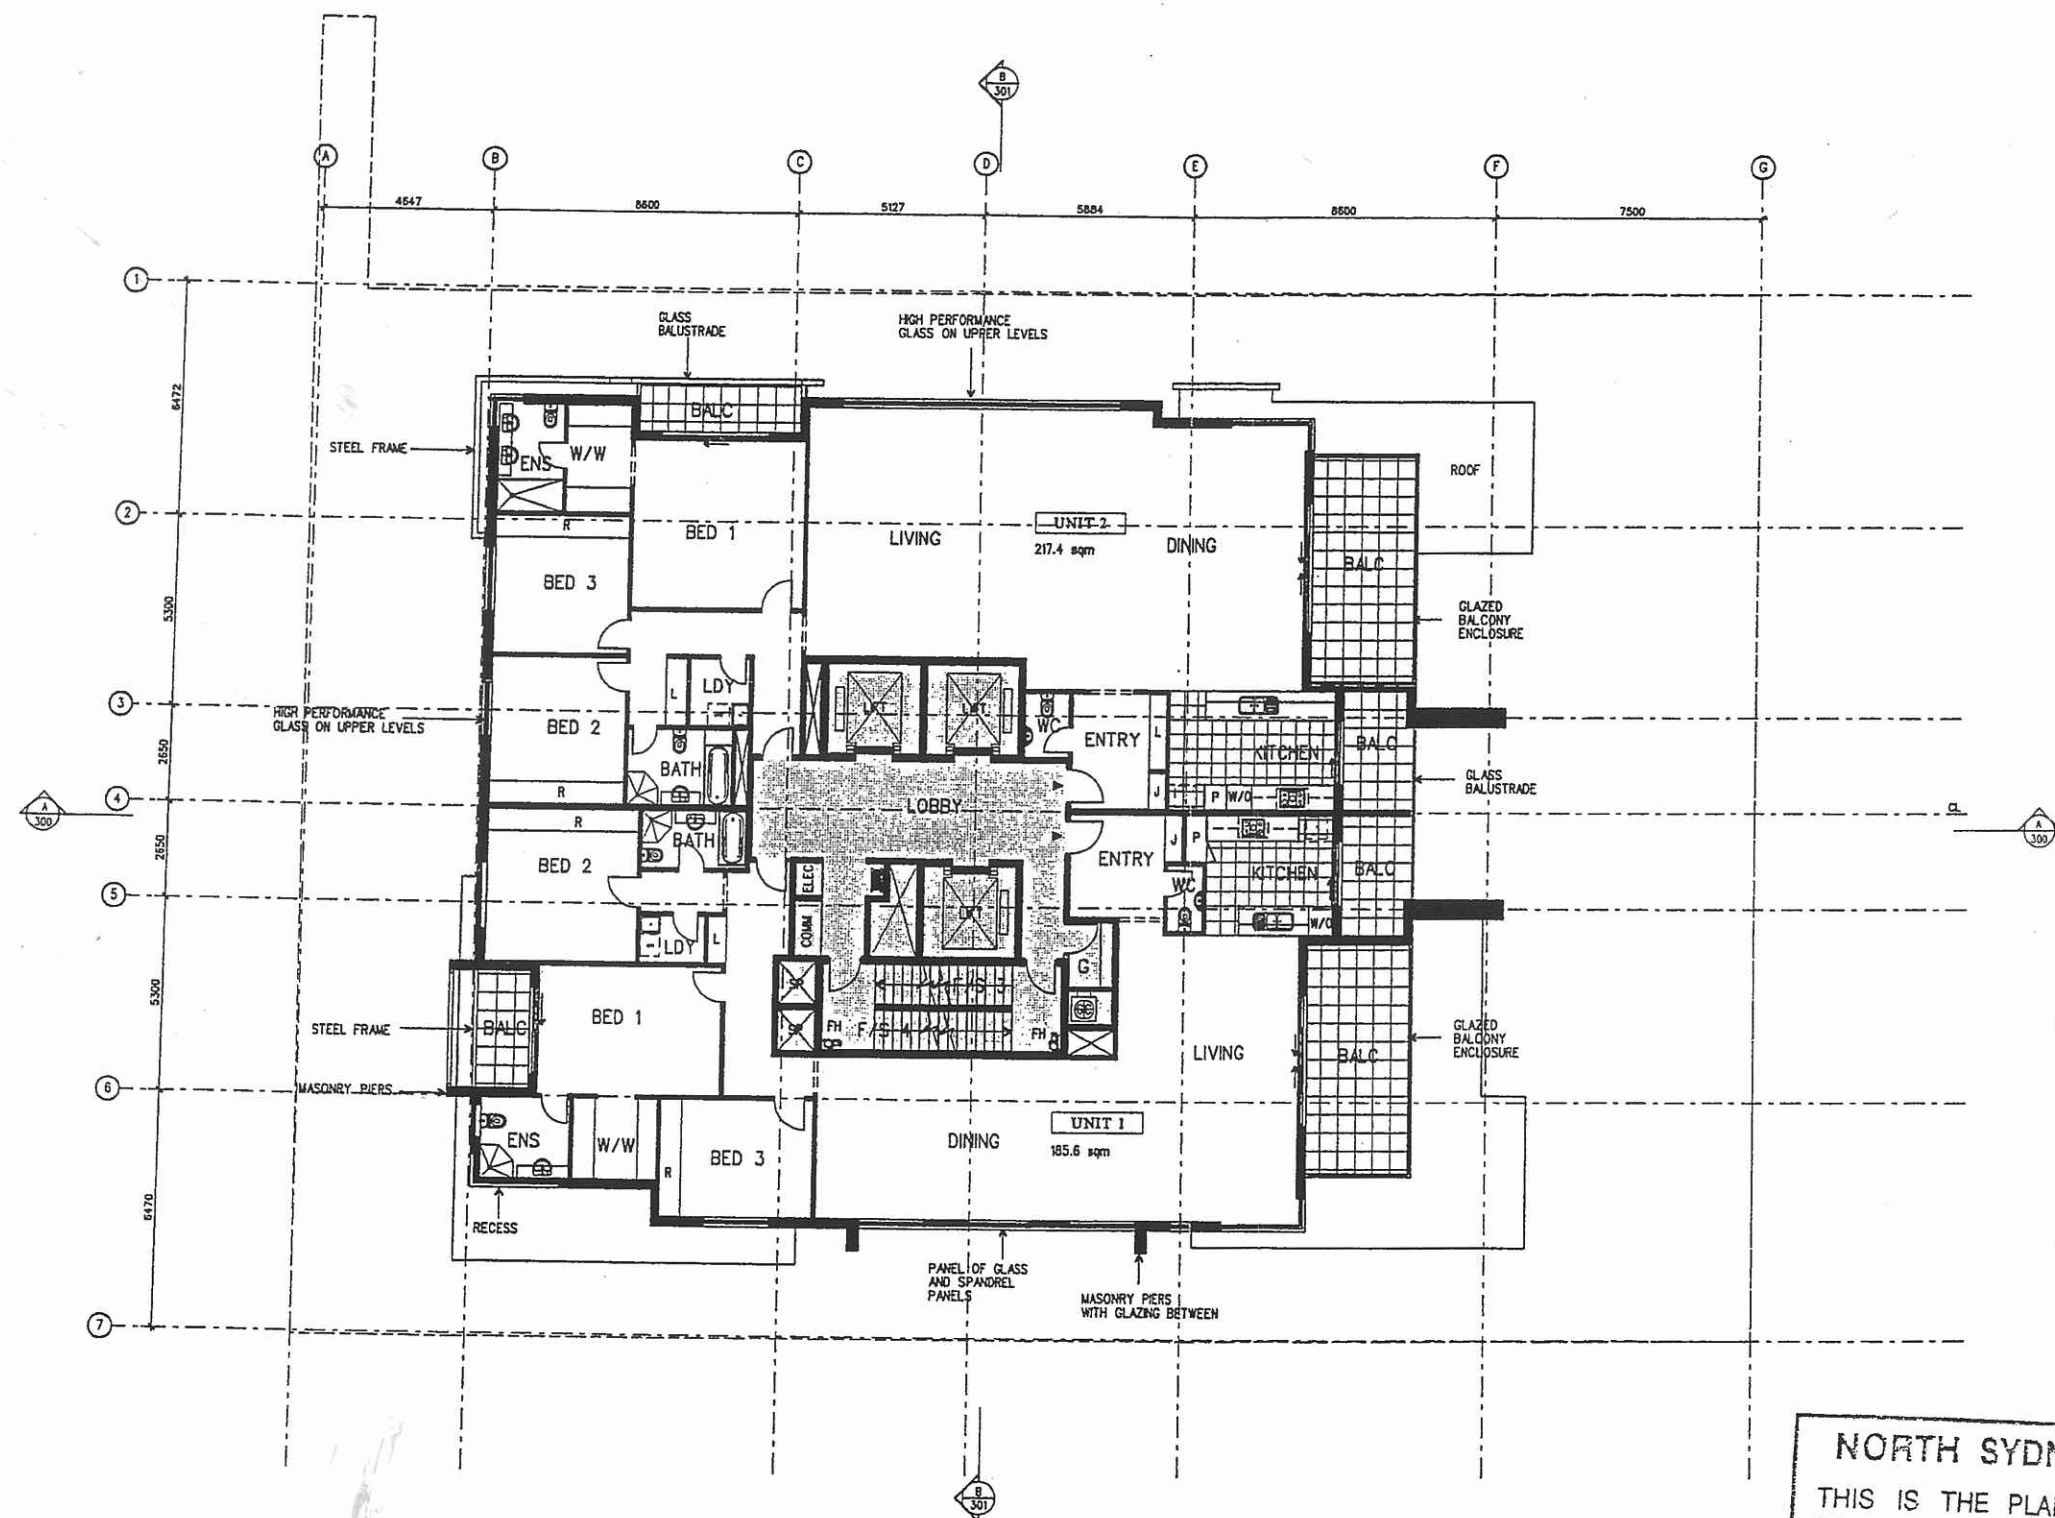 B
301
A
B
C
D
E
F
G
4647
8600
5127
5884
8600
7500
1
GLASS
BALUSTRADE
HIGH PERFORMANCE
GLASS ON UPPER LEVELS
6472
BALC
STEEL FRAME
ENS
W/W
ROOF
2
R
BED 1
LIVING
UNIT 2
217.4 sqm
DINING
BED 3
BALC
5300
GLAZED
BALCONY
ENCLOSURE
3
L
LDY
LIFT
LIFT
WC
ENTRY
L
HIGH PERFORMANCE
GLASS ON UPPER LEVELS
BED 2
KITCHEN
BALC
2650
BATH
GLASS
BALUSTRADE
4
R
LOBBY
J
P
W/O
A
300
CL
A
300
R
BATH
2650
BED 2
ENTRY
J
P
KITCHEN
BALC
5
ELEC
WC
LIFT
COMM
LDY
L
W/O
G
5300
SP
F/S 3
STEEL FRAME
BALC
BED 1
SP
FH
F/S 4
FH
LIVING
BALC
GLAZED
BALCONY
ENCLOSURE
6
MASONRY PIERS
ENS
W/W
R
BED 3
DINING
UNIT 1
185.6 sqm
6470
RECESS
PANEL OF GLASS
AND SPANDREL
PANELS
MASONRY PIERS
WITH GLAZING BETWEEN
7
B
301
NORTH SYDN
THIS IS THE PLA